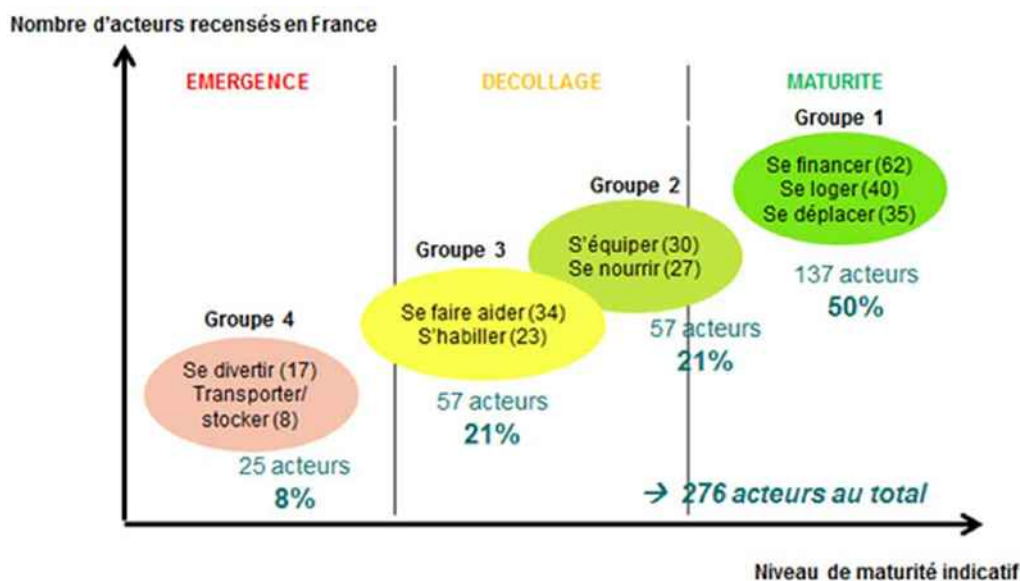 Nombre d'acteurs recensés en France
EMERGENCE
DECOLLAGE
MATURITE
Groupe 1
Se financer (62)
Se loger (40)
Se déplacer (35)
137 acteurs
50%
Groupe 2
S'équiper (30)
Se nourrir (27)
57 acteurs
21%
Groupe 3
Se faire aider (34)
S'habiller (23)
57 acteurs
21%
Groupe 4
Se divertir (17)
Transporter/
stocker (8)
25 acteurs
8%
→ 276 acteurs au total
Niveau de maturité indicatif